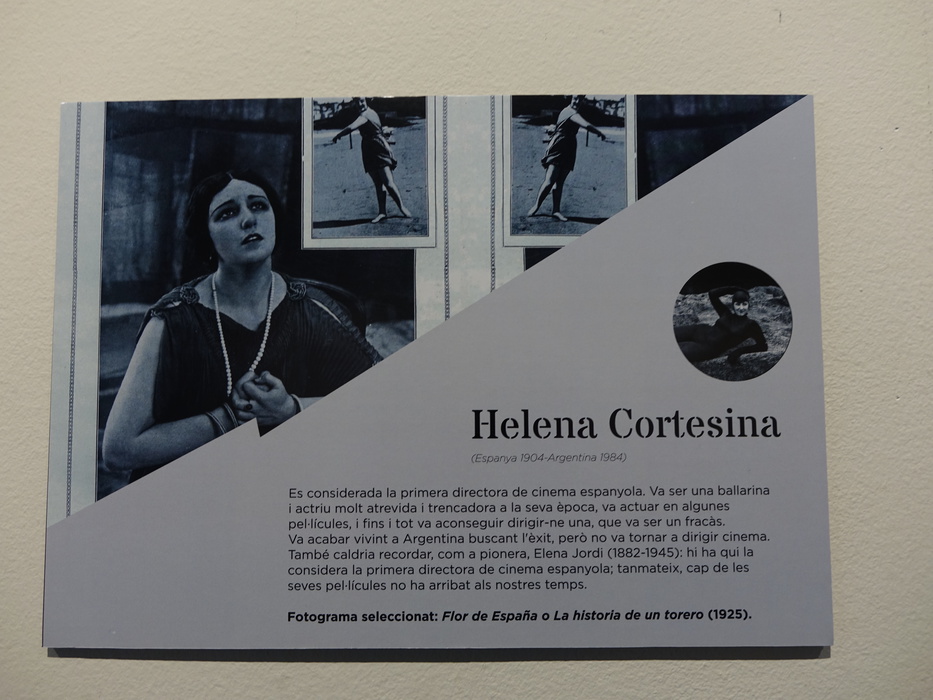 Helena Cortesina
(Espanya 1904-Argentina 1984)
Es considerada la primera directora de cinema espanyola. Va ser una ballarina
i actriu molt atrevida i trencadora a la seva època, va actuar en algunes
pel·lícules, i fins i tot va aconseguir dirigir-ne una, que va ser un fracàs.
Va acabar vivint a Argentina buscant l'èxit, però no va tornar a dirigir cinema.
També caldria recordar, com a pionera, Elena Jordi (1882-1945): hi ha qui la
considera la primera directora de cinema espanyola; tanmateix, cap de les
seves pel·lícules no ha arribat als nostres temps.
Fotograma seleccionat: Flor de España o La historia de un torero (1925).